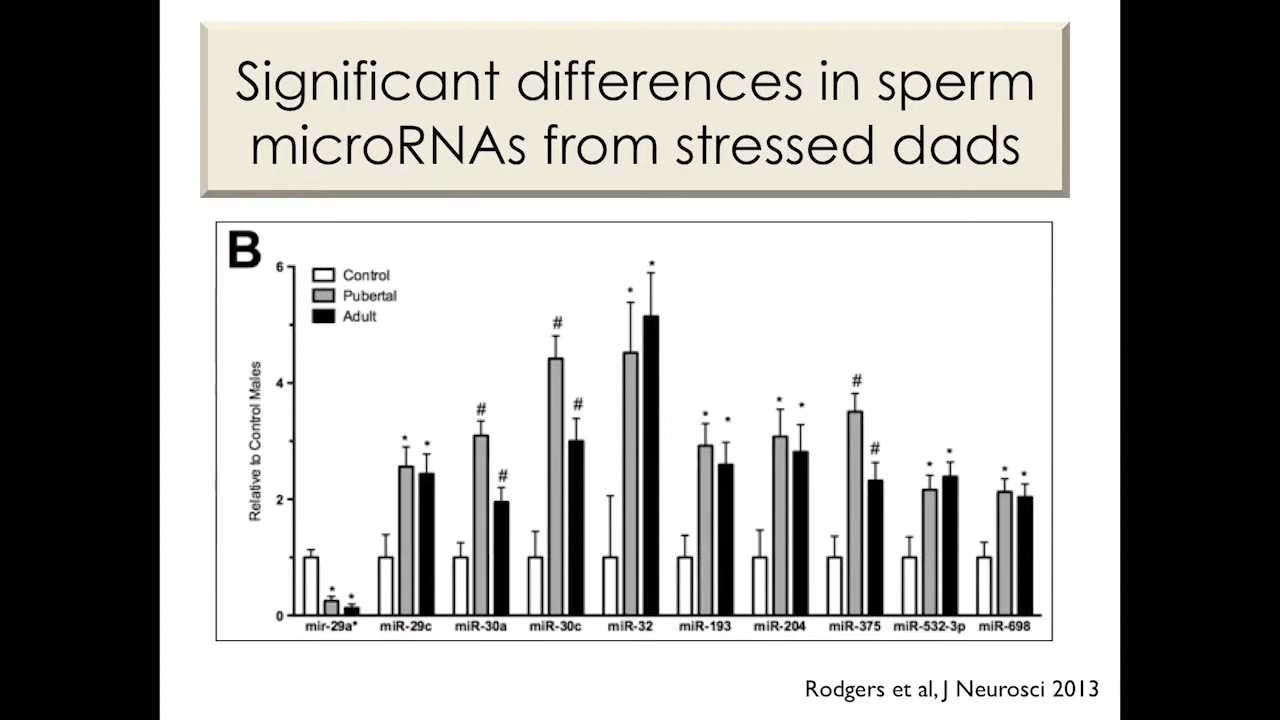 Significant differences in sperm
microRNAs from stressed dads
B
Control
Pubertal
Adult
Relative to Control Males
6
4
2
0
* * * * # # # # * * * * * * # # * * * *
mir-29a* miR-29c miR-30a miR-30c miR-32 miR-193 miR-204 miR-375 miR-532-3p miR-698
Rodgers et al, J Neurosci 2013